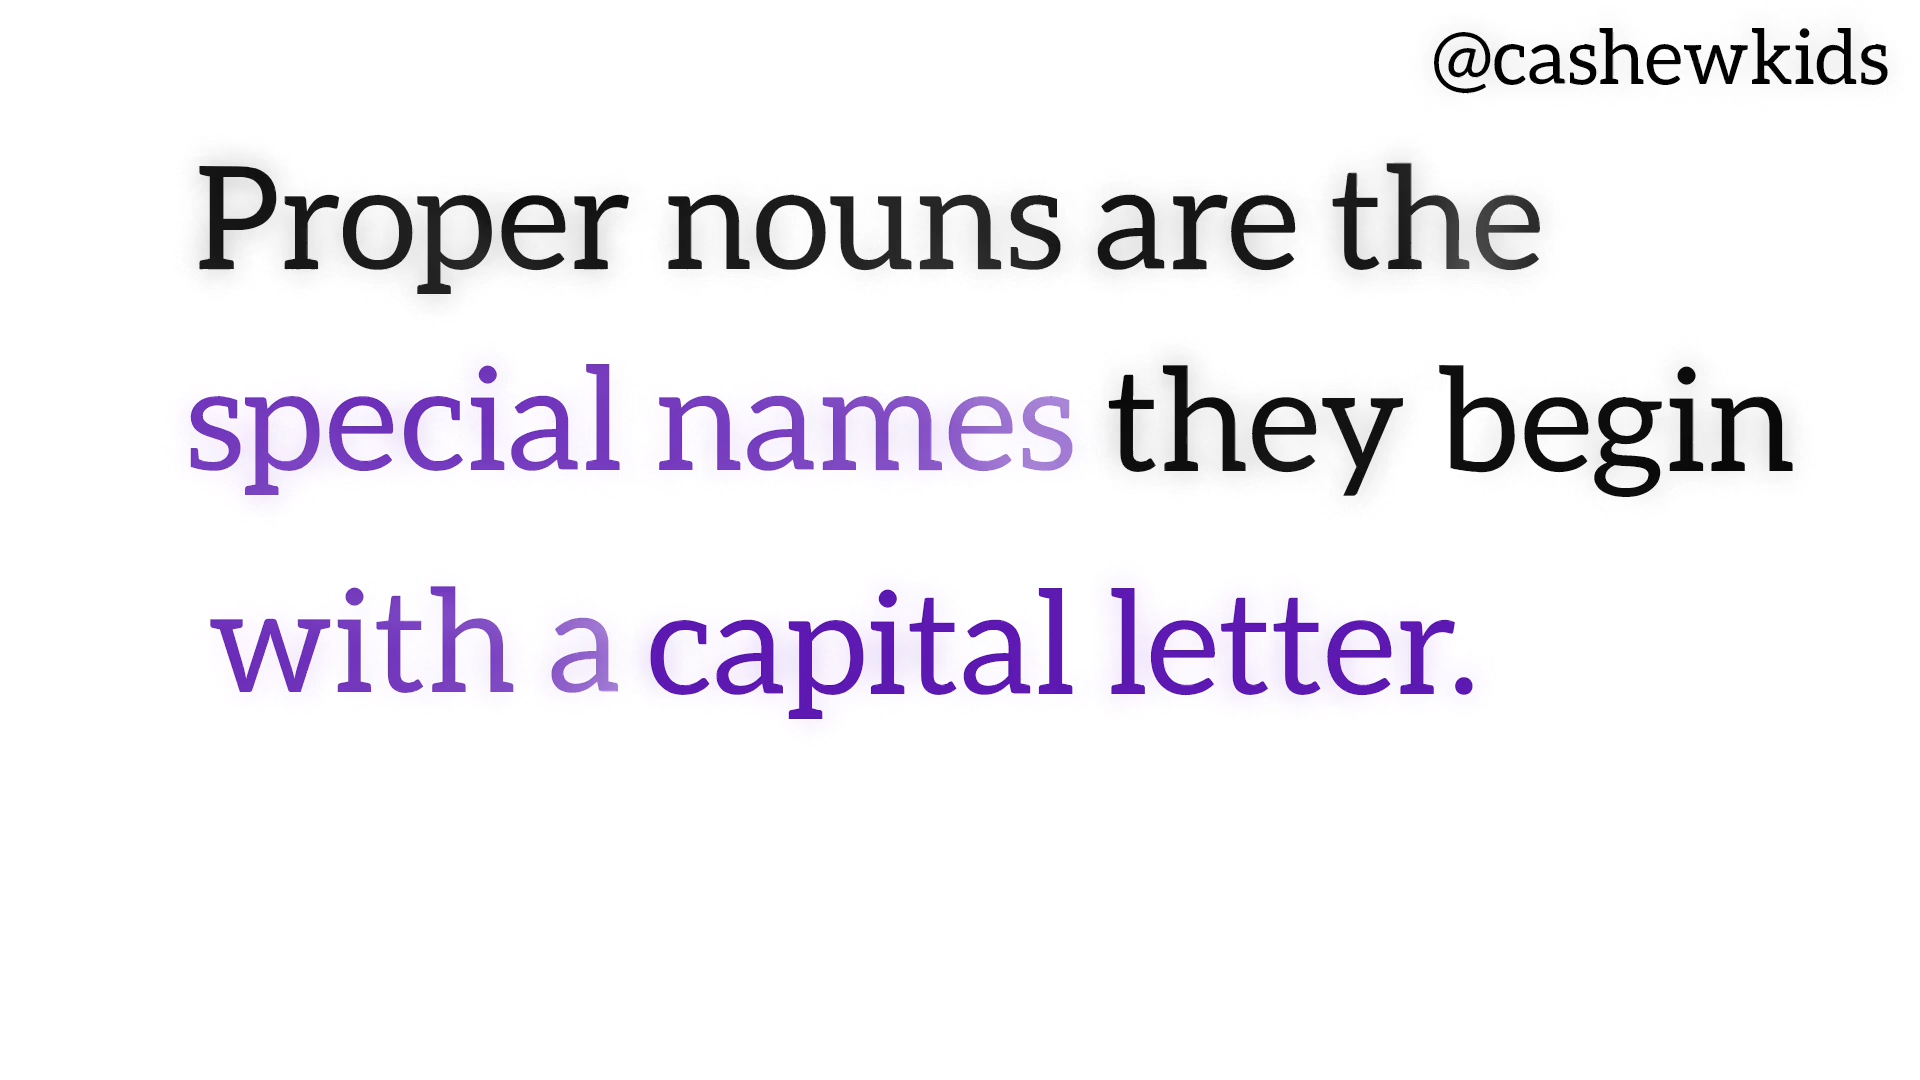 @cashewkids
Proper nouns are the
special names they begin
with a capital letter.